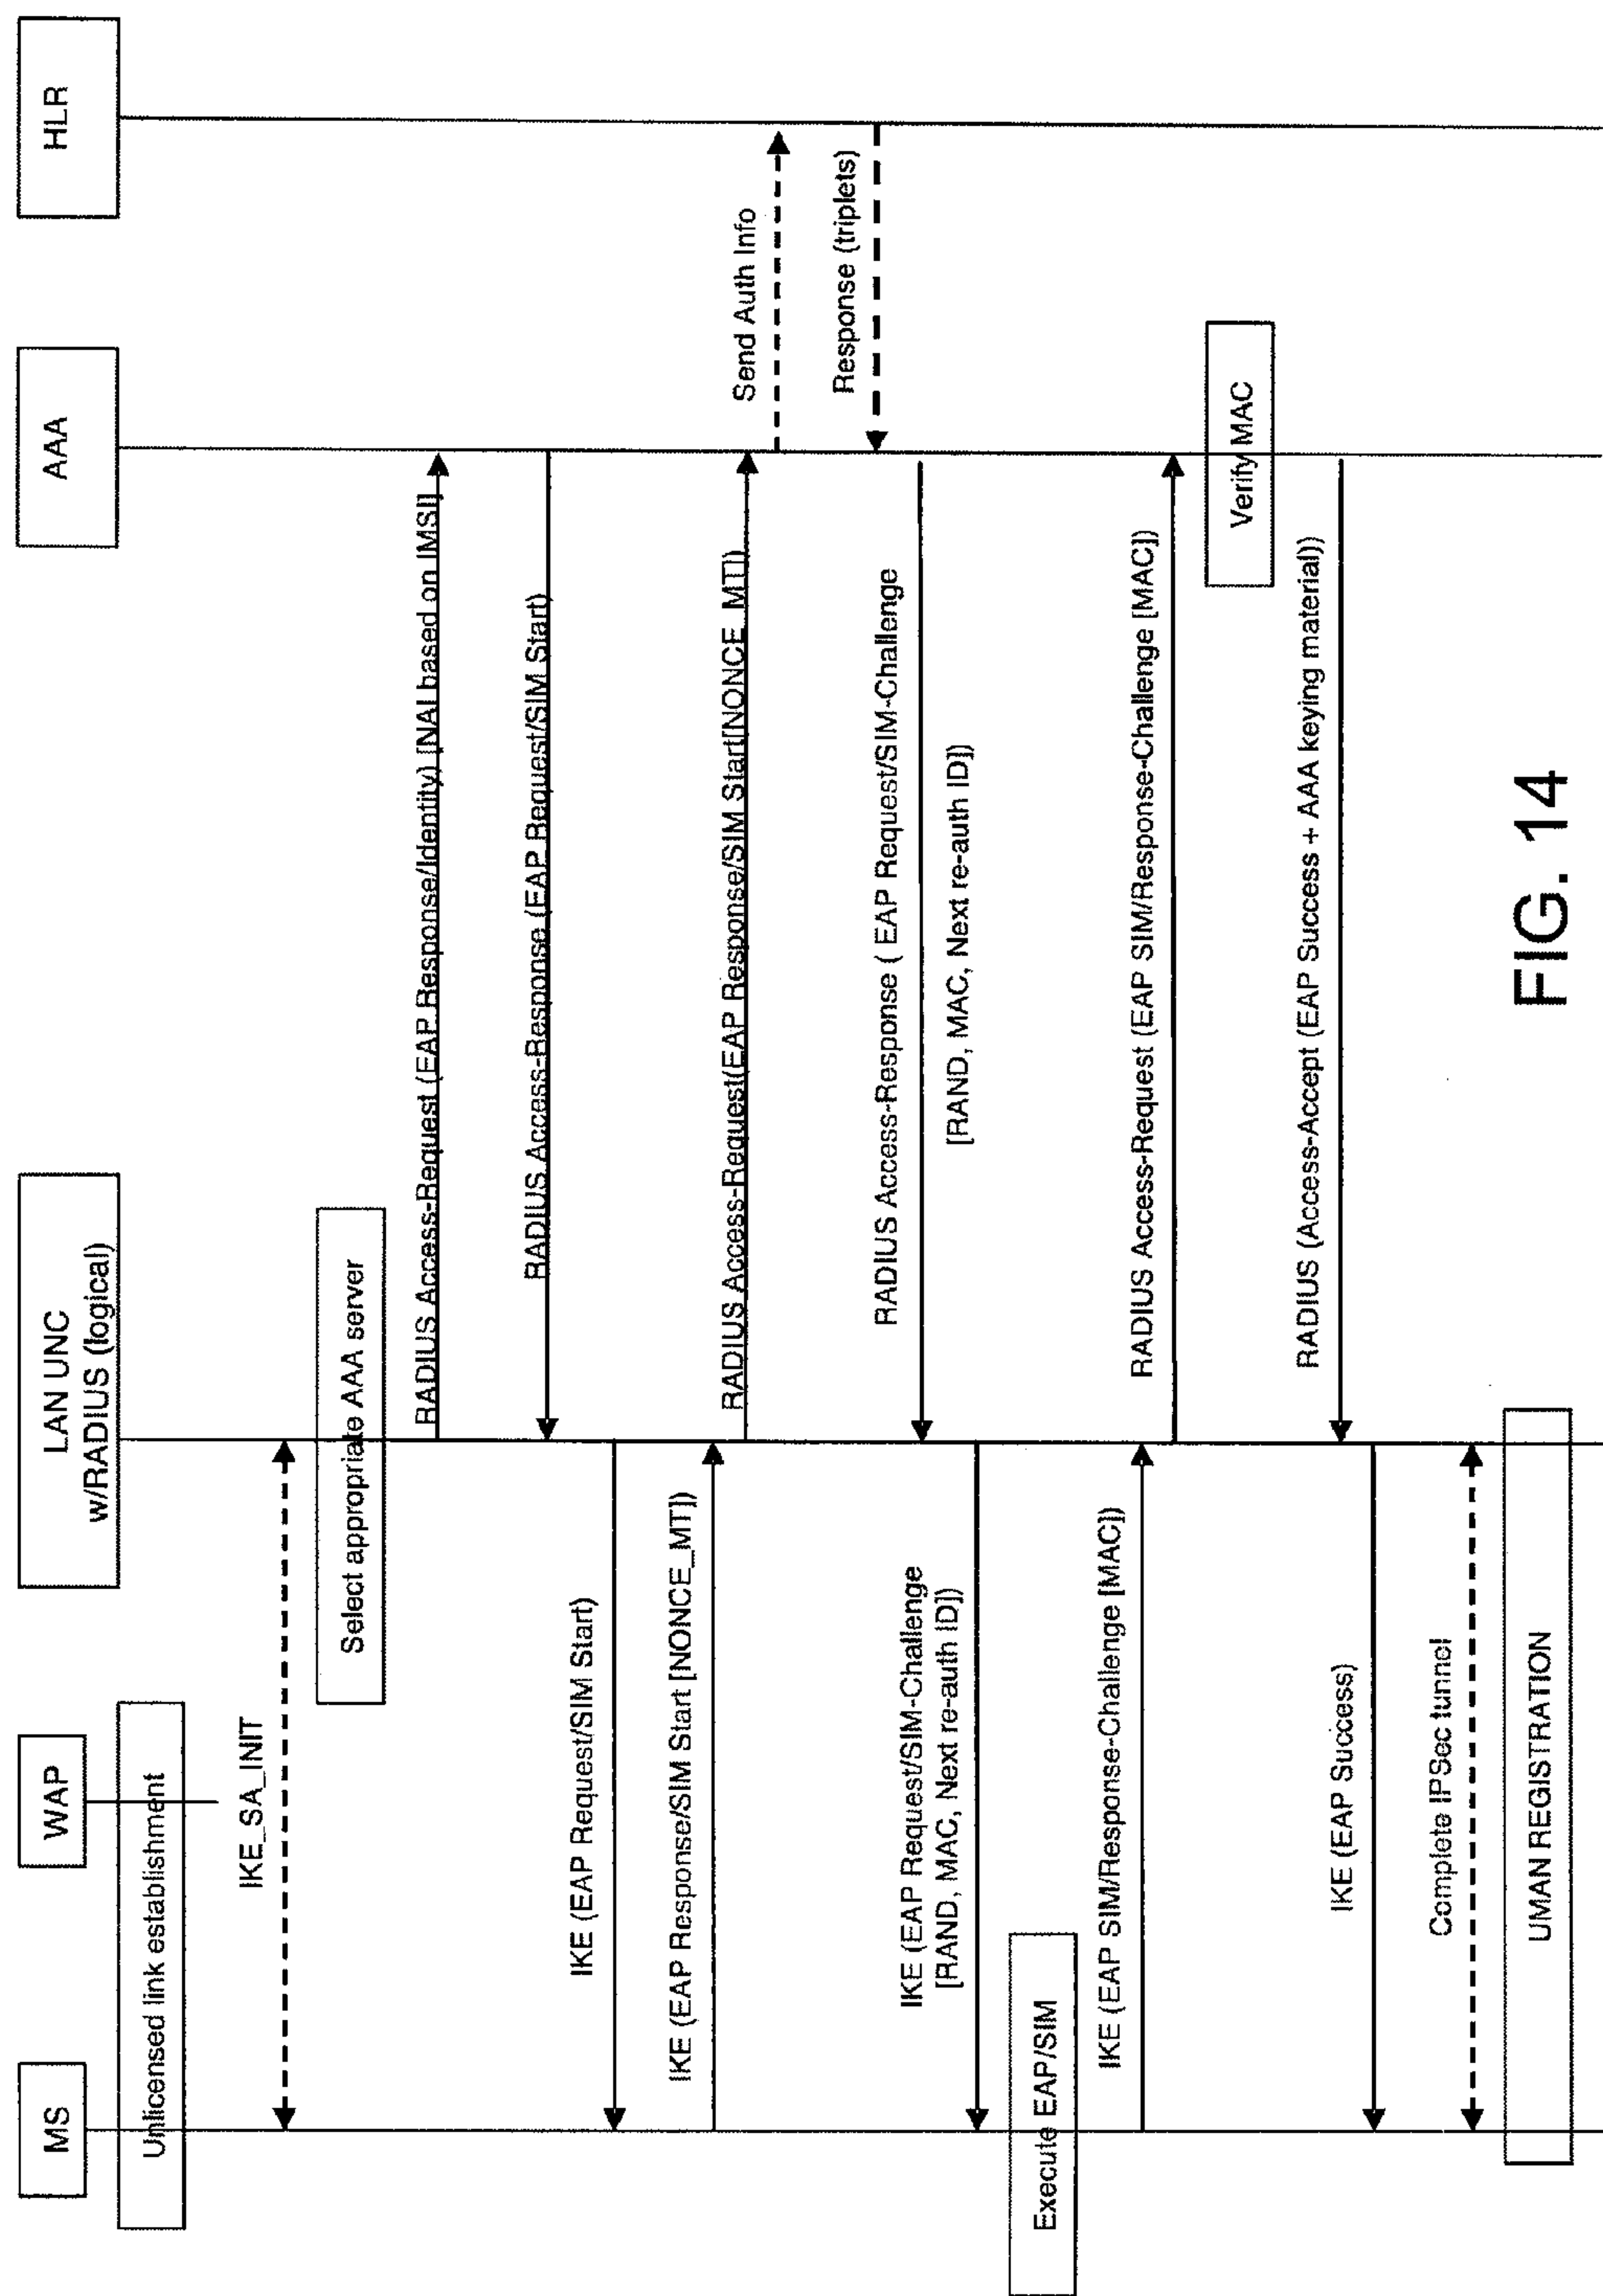 MS
WAP
LAN UNC
w/RADIUS (logical)
AAA
HLR
Unlicensed link establishment
IKE_SA_INIT
Select appropriate AAA server
RADIUS Access-Request (EAP Response/Identity) [NAI based on IMSI]
RADIUS Access-Response (EAP Request/SIM Start)
IKE (EAP Request/SIM Start)
IKE (EAP Response/SIM Start [NONCE_MT])
RADIUS Access-Request(EAP Response/SIM Start[NONCE_MT])
Send Auth Info
Response (triplets)
RADIUS Access-Response ( EAP Request/SIM-Challenge
[RAND, MAC, Next re-auth ID])
IKE (EAP Request/SIM-Challenge
[RAND, MAC, Next re-auth ID])
Execute EAP/SIM
IKE (EAP SIM/Response-Challenge [MAC])
RADIUS Access-Request (EAP SIM/Response-Challenge [MAC])
Verify MAC
RADIUS (Access-Accept (EAP Success + AAA keying material))
IKE (EAP Success)
Complete IPSec tunnel
UMAN REGISTRATION
FIG. 14